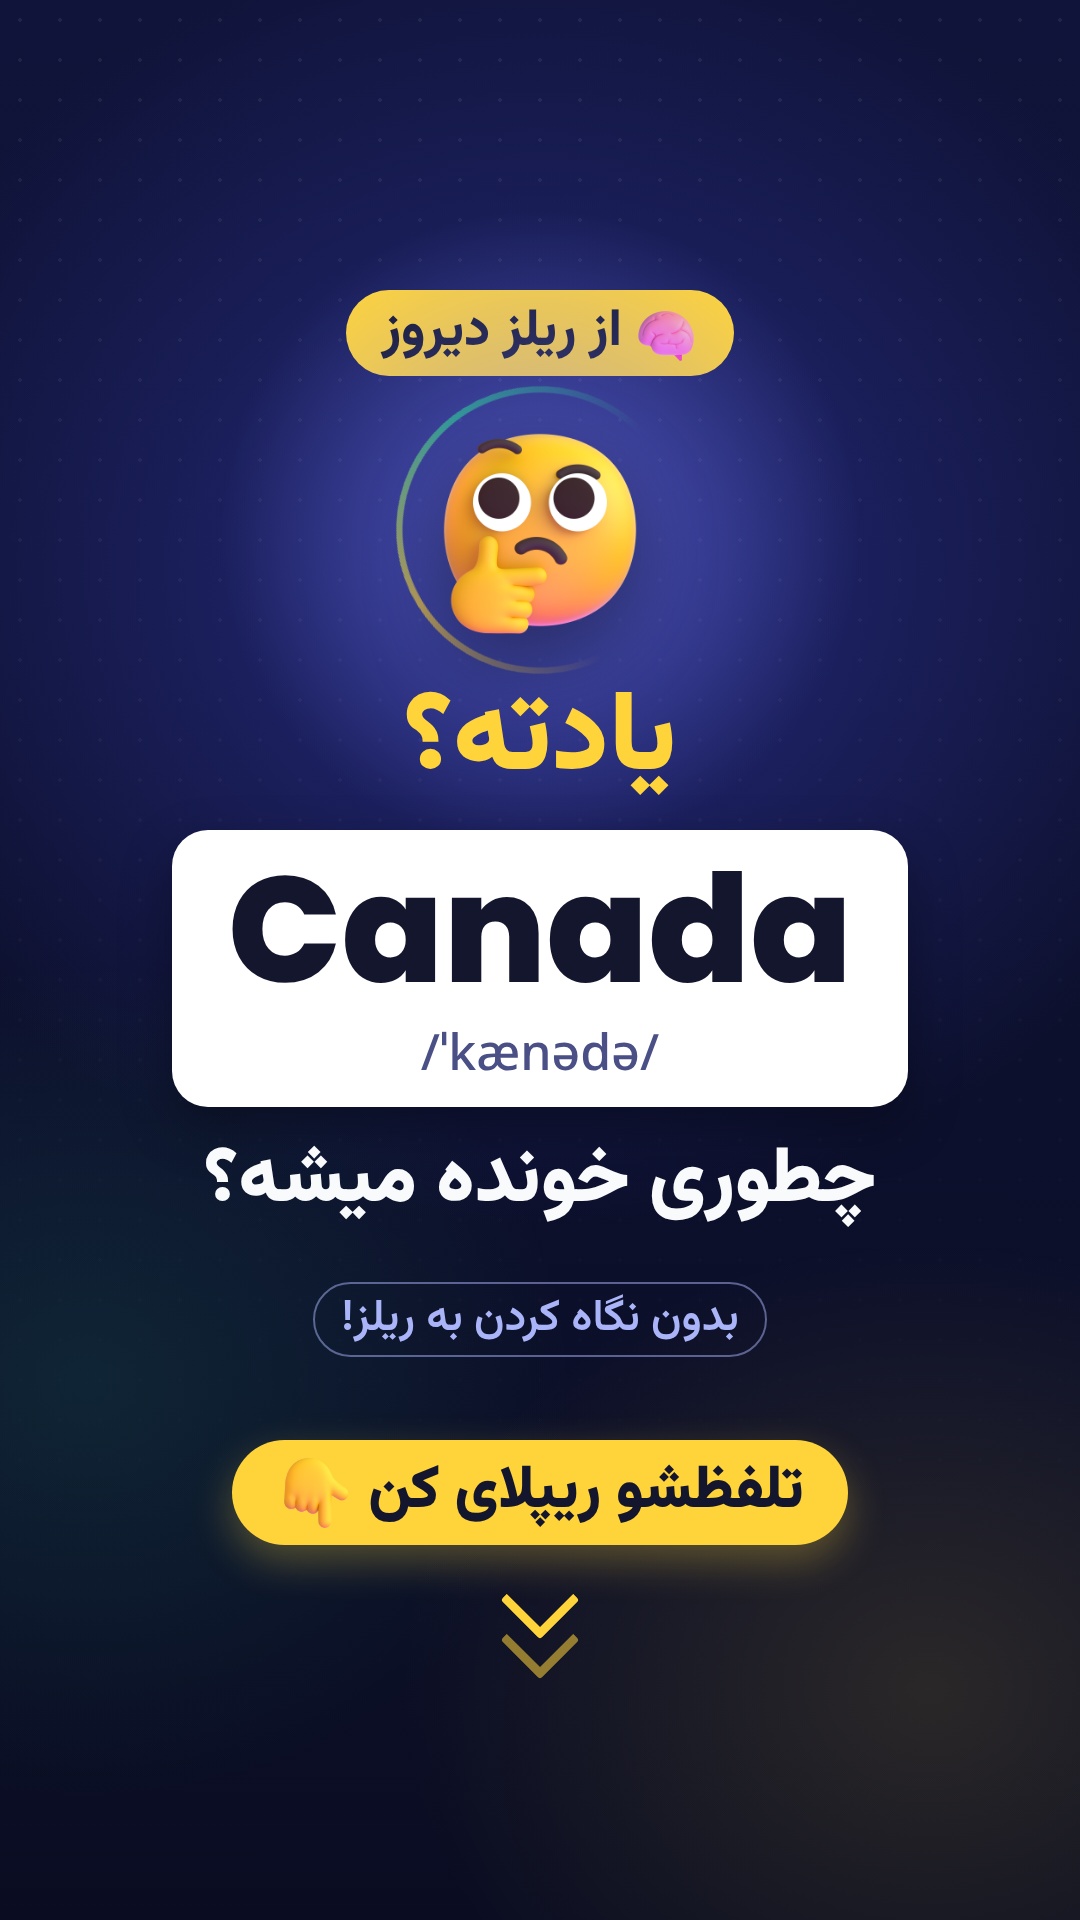 🧠 از ریلز دیروز
یادته؟
Canada
/ˈkænədə/
چطوری خونده میشه؟
بدون نگاه کردن به ریلز!
تلفظشو ریپلای کن 👇